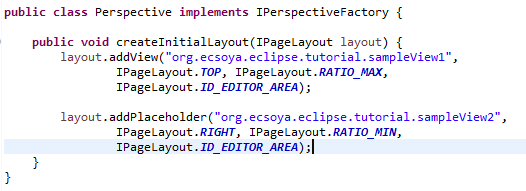 public class Perspective implements IPerspectiveFactory {
public void createInitialLayout(IPageLayout layout) {
layout.addView("org.ecsoya.eclipse.tutorial.sampleView1",
IPageLayout.TOP, IPageLayout.RATIO_MAX,
IPageLayout.ID_EDITOR_AREA);
layout.addPlaceholder("org.ecsoya.eclipse.tutorial.sampleView2",
IPageLayout.RIGHT, IPageLayout.RATIO_MIN,
IPageLayout.ID_EDITOR_AREA);
}
}